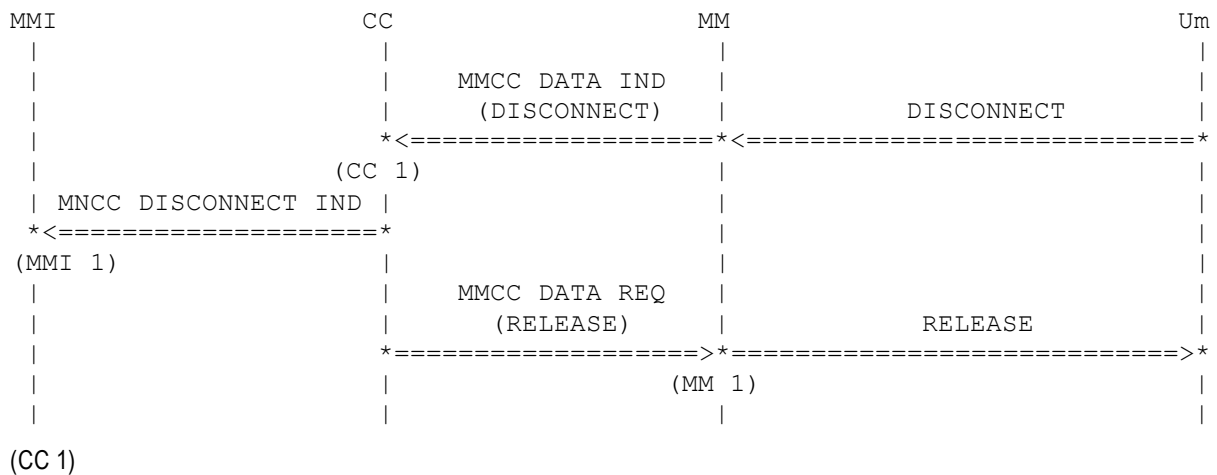 MMI                   CC                   MM                            Um
 |                     |                    |                             |
 |                     |   MMCC DATA IND    |                             |
 |                     |    (DISCONNECT)    |          DISCONNECT         |
 |                     *<===================*<============================*
 |                  (CC 1)                  |                             |
 | MNCC DISCONNECT IND |                    |                             |
 *<====================*                    |                             |
(MMI 1)                |                    |                             |
 |                     |   MMCC DATA REQ    |                             |
 |                     |     (RELEASE)      |          RELEASE            |
 |                     *===================>*============================>*
 |                     |                 (MM 1)                           |
 |                     |                    |                             |
(CC 1)